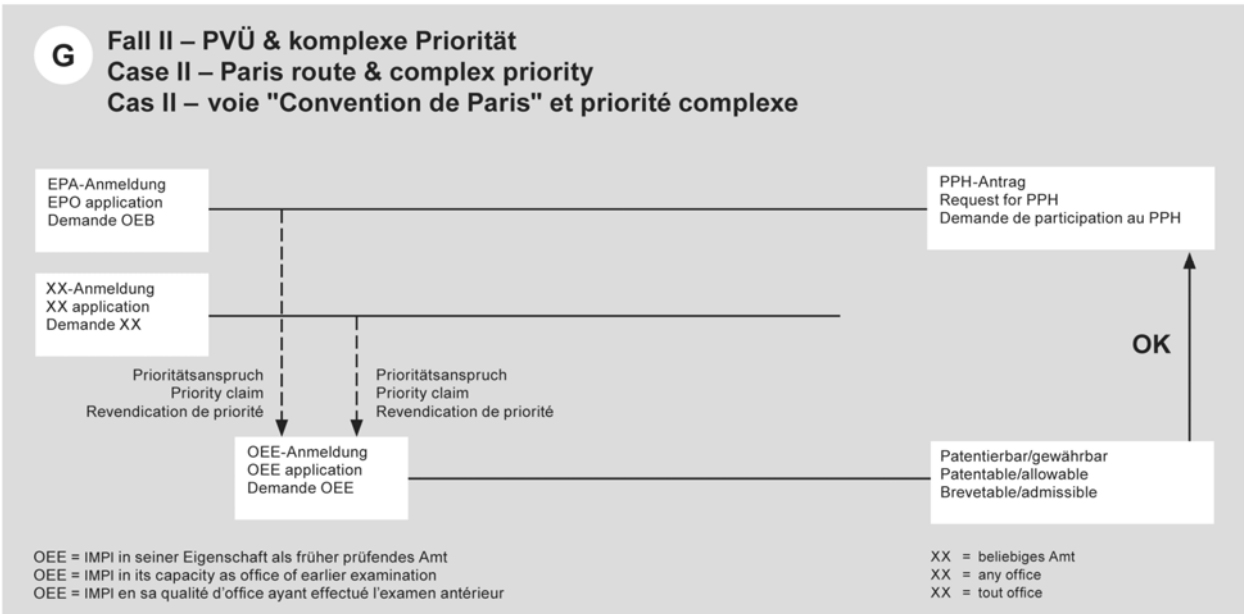 G
Fall II – PVÜ & komplexe Priorität
Case II – Paris route & complex priority
Cas II – voie "Convention de Paris" et priorité complexe
EPA-Anmeldung
EPO application
Demande OEB
PPH-Antrag
Request for PPH
Demande de participation au PPH
XX-Anmeldung
XX application
Demande XX
OK
Prioritätsanspruch
Priority claim
Revendication de priorité
Prioritätsanspruch
Priority claim
Revendication de priorité
OEE-Anmeldung
OEE application
Demande OEE
Patentierbar/gewährbar
Patentable/allowable
Brevetable/admissible
OEE = IMPI in seiner Eigenschaft als früher prüfendes Amt
OEE = IMPI in its capacity as office of earlier examination
OEE = IMPI en sa qualité d'office ayant effectué l'examen antérieur
XX = beliebiges Amt
XX = any office
XX = tout office